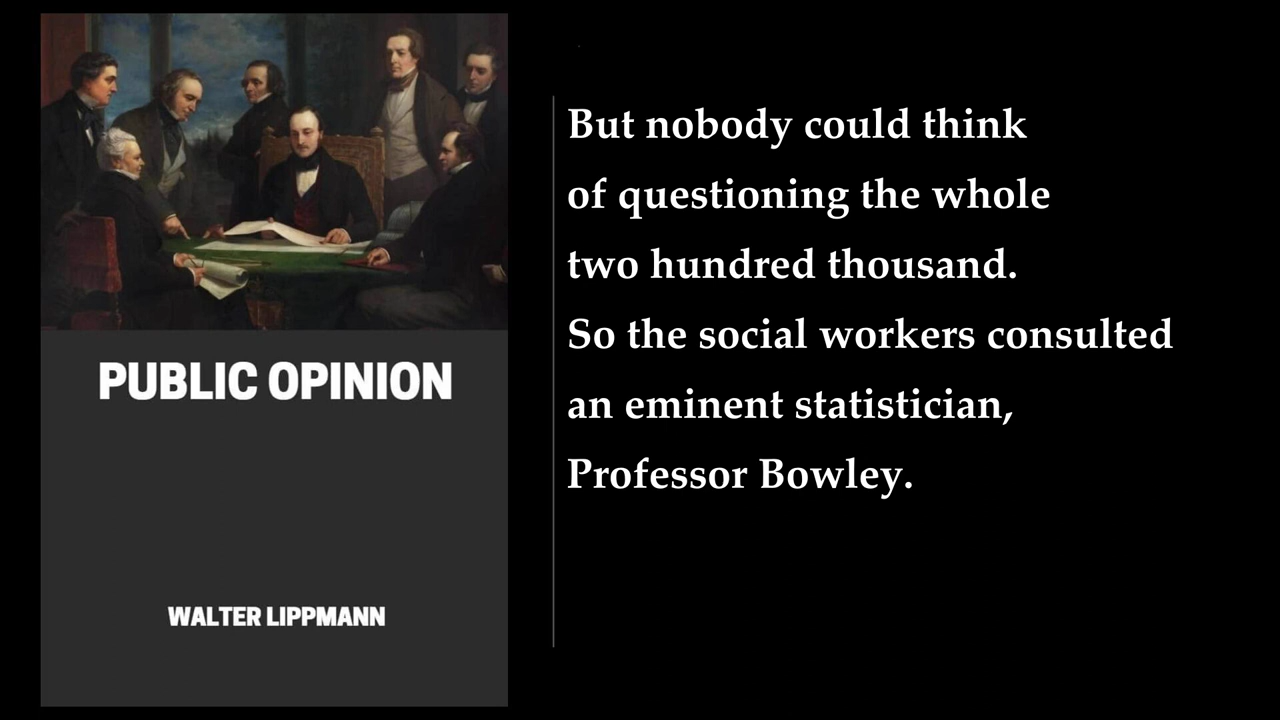 PUBLIC OPINION
WALTER LIPPMANN
But nobody could think
of questioning the whole
two hundred thousand.
So the social workers consulted
an eminent statistician,
Professor Bowley.